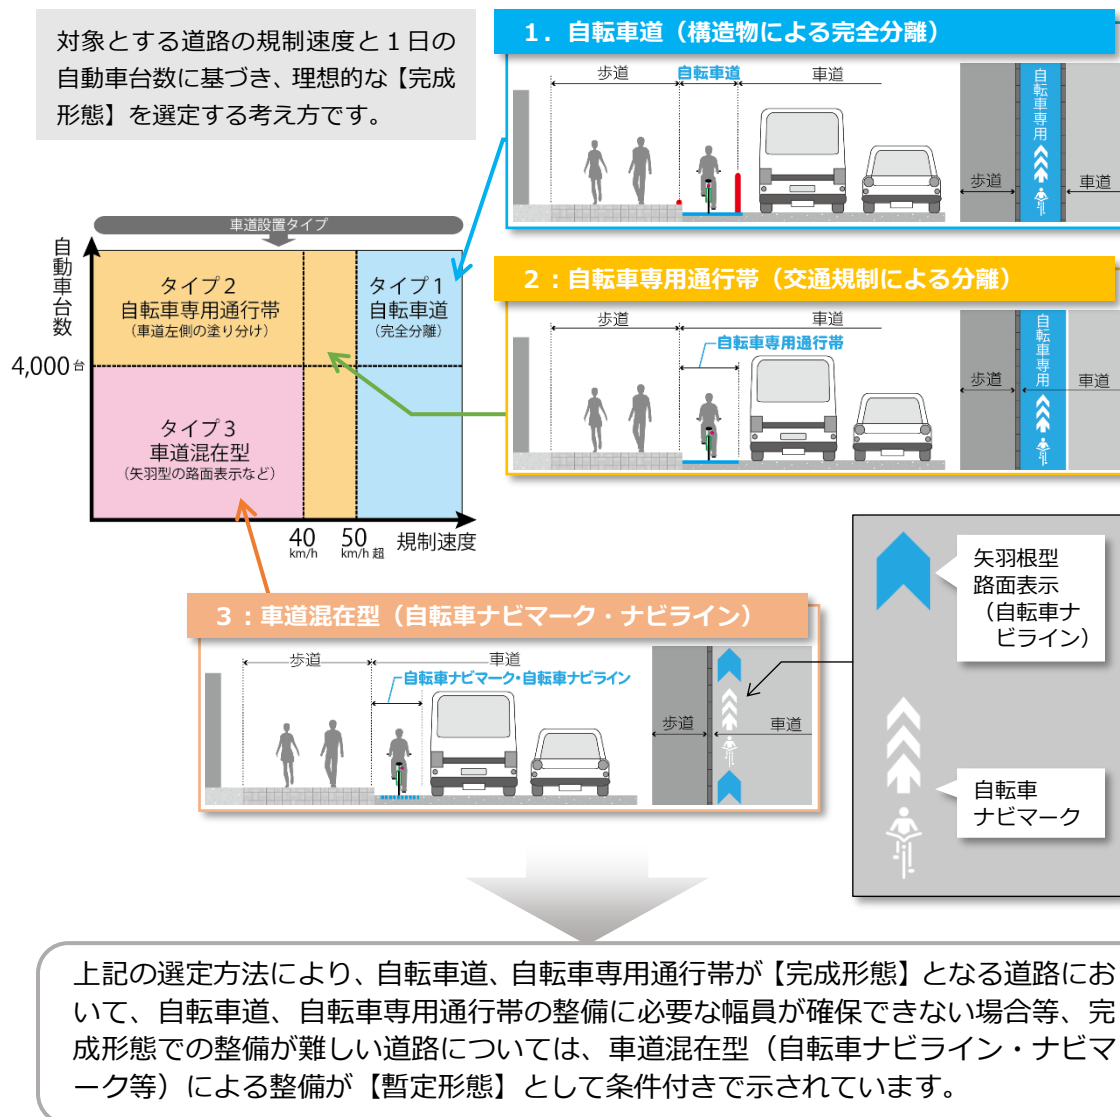 対象とする道路の規制速度と１日の
自動車台数に基づき、理想的な【完成
形態】を選定する考え方です。
１．自転車道（構造物による完全分離）
歩道
自転車道
車道
自転車専用
歩道
車道
車道設置タイプ
自動車台数
4,000台
タイプ2
自転車専用通行帯
（車道左側の塗り分け）
タイプ1
自転車道
（完全分離）
タイプ3
車道混在型
（矢羽型の路面表示など）
40
km/h
50
km/h 超
規制速度
２：自転車専用通行帯（交通規制による分離）
歩道
車道
自転車専用通行帯
自転車専用
歩道
車道
３：車道混在型（自転車ナビマーク・ナビライン）
歩道
車道
自転車ナビマーク・自転車ナビライン
歩道
車道
矢羽根型
路面表示
（自転車ナ
ビライン）
自転車
ナビマーク
上記の選定方法により、自転車道、自転車専用通行帯が【完成形態】となる道路にお
いて、自転車道、自転車専用通行帯の整備に必要な幅員が確保できない場合等、完
成形態での整備が難しい道路については、車道混在型（自転車ナビライン・ナビマ
ーク等）による整備が【暫定形態】として条件付きで示されています。